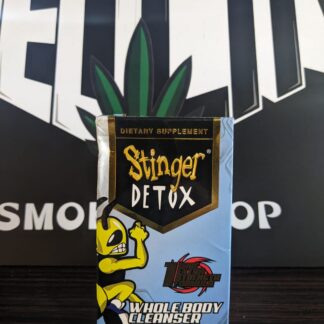 SMOK OP
DIETARY SUPPLEMENT
Stinger®
DETOX
WHOLE BODY
CLEANSER